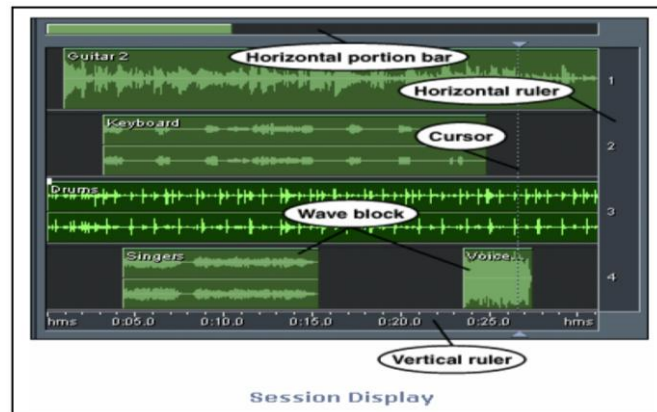 Guitar 2
Horizontal portion bar
1
Horizontal ruler
Keyboard
2
Cursor
Drums
3
Wave block
Singers
Voice...
4
hms 0:05.0 0:10.0 0:15.0 0:20.0 0:25.0 hms
Vertical ruler
Session Display